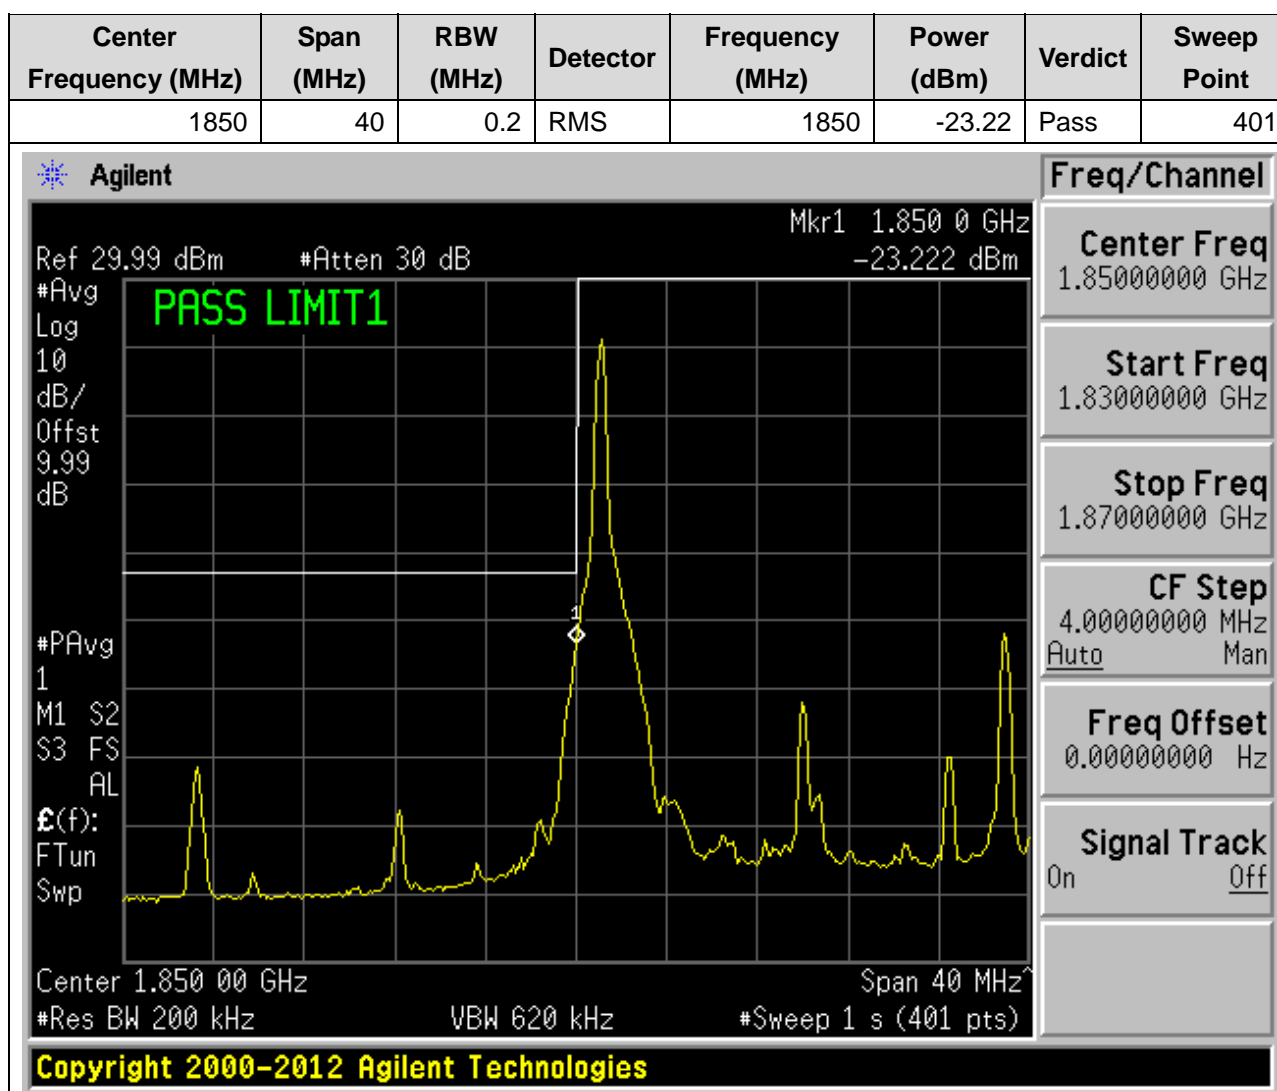 Center Frequency (MHz) Span (MHz) RBW (MHz) Detector Frequency (MHz) Power (dBm) Verdict Sweep Point
1850 40 0.2 RMS 1850 -23.22 Pass 401
Agilent
Freq/Channel
Mkr1 1.850 0 GHz
Ref 29.99 dBm #Atten 30 dB -23.222 dBm
#Avg
Log
10
dB/
Offst
9.99
dB
PASS LIMIT1
1
#PAvg
1
M1 S2
S3 FS
AL
£(f):
FTun
Swp
Center 1.850 00 GHz Span 40 MHz^
#Res BW 200 kHz VBW 620 kHz #Sweep 1 s (401 pts)
Center Freq
1.85000000 GHz
Start Freq
1.83000000 GHz
Stop Freq
1.87000000 GHz
CF Step
4.00000000 MHz
Auto Man
Freq Offset
0.00000000 Hz
Signal Track
On Off
Copyright 2000-2012 Agilent Technologies